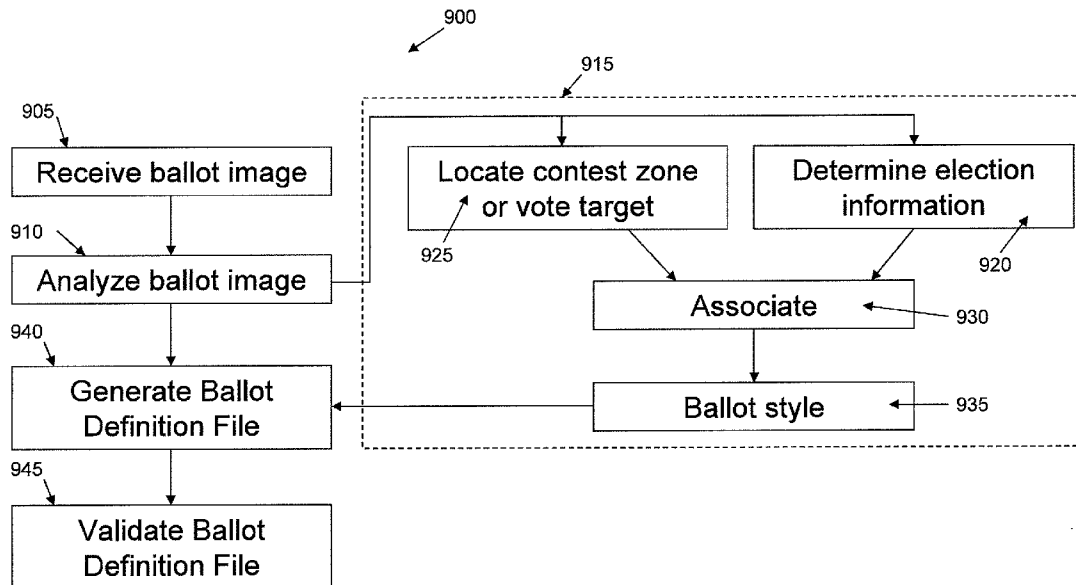 900
915
905
Receive ballot image
Locate contest zone
or vote target
925
Determine election
information
920
910
Analyze ballot image
Associate
930
940
Generate Ballot
Definition File
Ballot style
935
945
Validate Ballot
Definition File